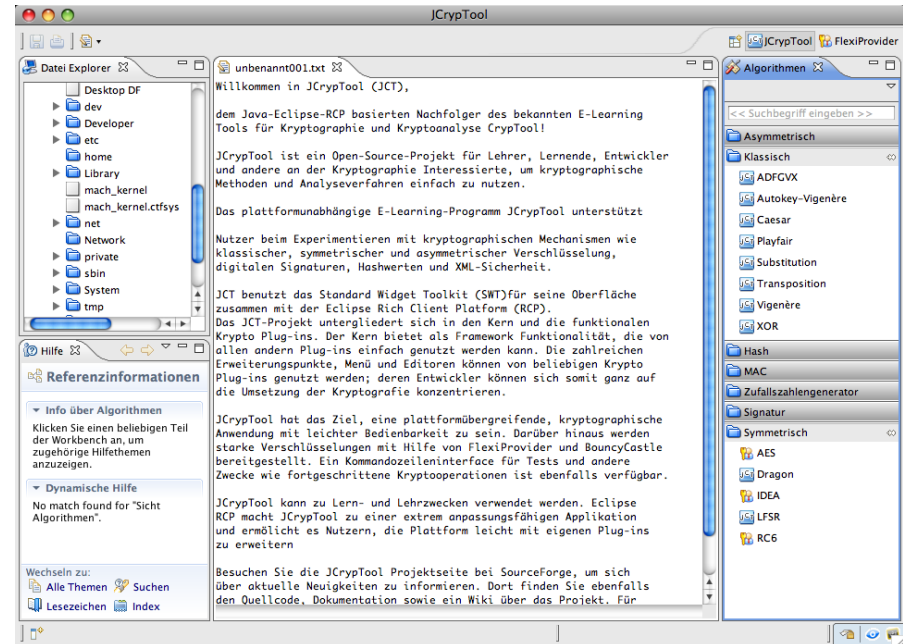 JCrypTool
JCrypTool
FlexiProvider
Datei Explorer
Desktop DF
dev
Developer
etc
home
Library
mach_kernel
mach_kernel.ctfsys
net
Network
private
sbin
System
tmp
Hilfe
Referenzinformationen
Info über Algorithmen
Klicken Sie einen beliebigen Teil
der Workbench an, um
zugehörige Hilfethemen
anzuzeigen.
Dynamische Hilfe
No match found for "Sicht
Algorithmen".
Wechseln zu:
Alle Themen Suchen
Lesezeichen Index
unbenannt001.txt
Willkommen in JCrypTool (JCT),
dem Java-Eclipse-RCP basierten Nachfolger des bekannten E-Learning
Tools für Kryptographie und Kryptoanalyse CrypTool!
JCrypTool ist ein Open-Source-Projekt für Lehrer, Lernende, Entwickler
und andere an der Kryptographie Interessierte, um kryptographische
Methoden und Analyseverfahren einfach zu nutzen.
Das plattformunabhängige E-Learning-Programm JCrypTool unterstützt
Nutzer beim Experimentieren mit kryptographischen Mechanismen wie
klassischer, symmetrischer und asymmetrischer Verschlüselung,
digitalen Signaturen, Hashwerten und XML-Sicherheit.
JCT benutzt das Standard Widget Toolkit (SWT)für seine Oberfläche
zusammen mit der Eclipse Rich Client Platform (RCP).
Das JCT-Projekt untergliedert sich in den Kern und die funktionalen
Krypto Plug-ins. Der Kern bietet als Framework Funktionalität, die von
allen andern Plug-ins einfach genutzt werden kann. Die zahlreichen
Erweiterungspunkte, Menü und Editoren können von beliebigen Krypto
Plug-ins genutzt werden; deren Entwickler können sich somit ganz auf
die Umsetzung der Kryptografie konzentrieren.
JCrypTool hat das Ziel, eine plattformübergreifende, kryptographische
Anwendung mit leichter Bedienbarkeit zu sein. Darüber hinaus werden
starke Verschlüsselungen mit Hilfe von FlexiProvider und BouncyCastle
bereitgestellt. Ein Kommandozeileninterface für Tests und andere
Zwecke wie fortgeschrittene Kryptooperationen ist ebenfalls verfügbar.
JCrypTool kann zu Lern- und Lehrzwecken verwendet werden. Eclipse
RCP macht JCrypTool zu einer extrem anpassungsfähigen Applikation
und ermölicht es Nutzern, die Plattform leicht mit eigenen Plug-ins
zu erweitern
Besuchen Sie die JCrypTool Projektseite bei SourceForge, um sich
über aktuelle Neuigkeiten zu informieren. Dort finden Sie ebenfalls
den Quellcode, Dokumentation sowie ein Wiki über das Projekt. Für
Algorithmen
<< Suchbegriff eingeben >>
Asymmetrisch
Klassisch
ADFGVX
Autokey-Vigenère
Caesar
Playfair
Substitution
Transposition
Vigenère
XOR
Hash
MAC
Zufallszahlengenerator
Signatur
Symmetrisch
AES
Dragon
IDEA
LFSR
RC6